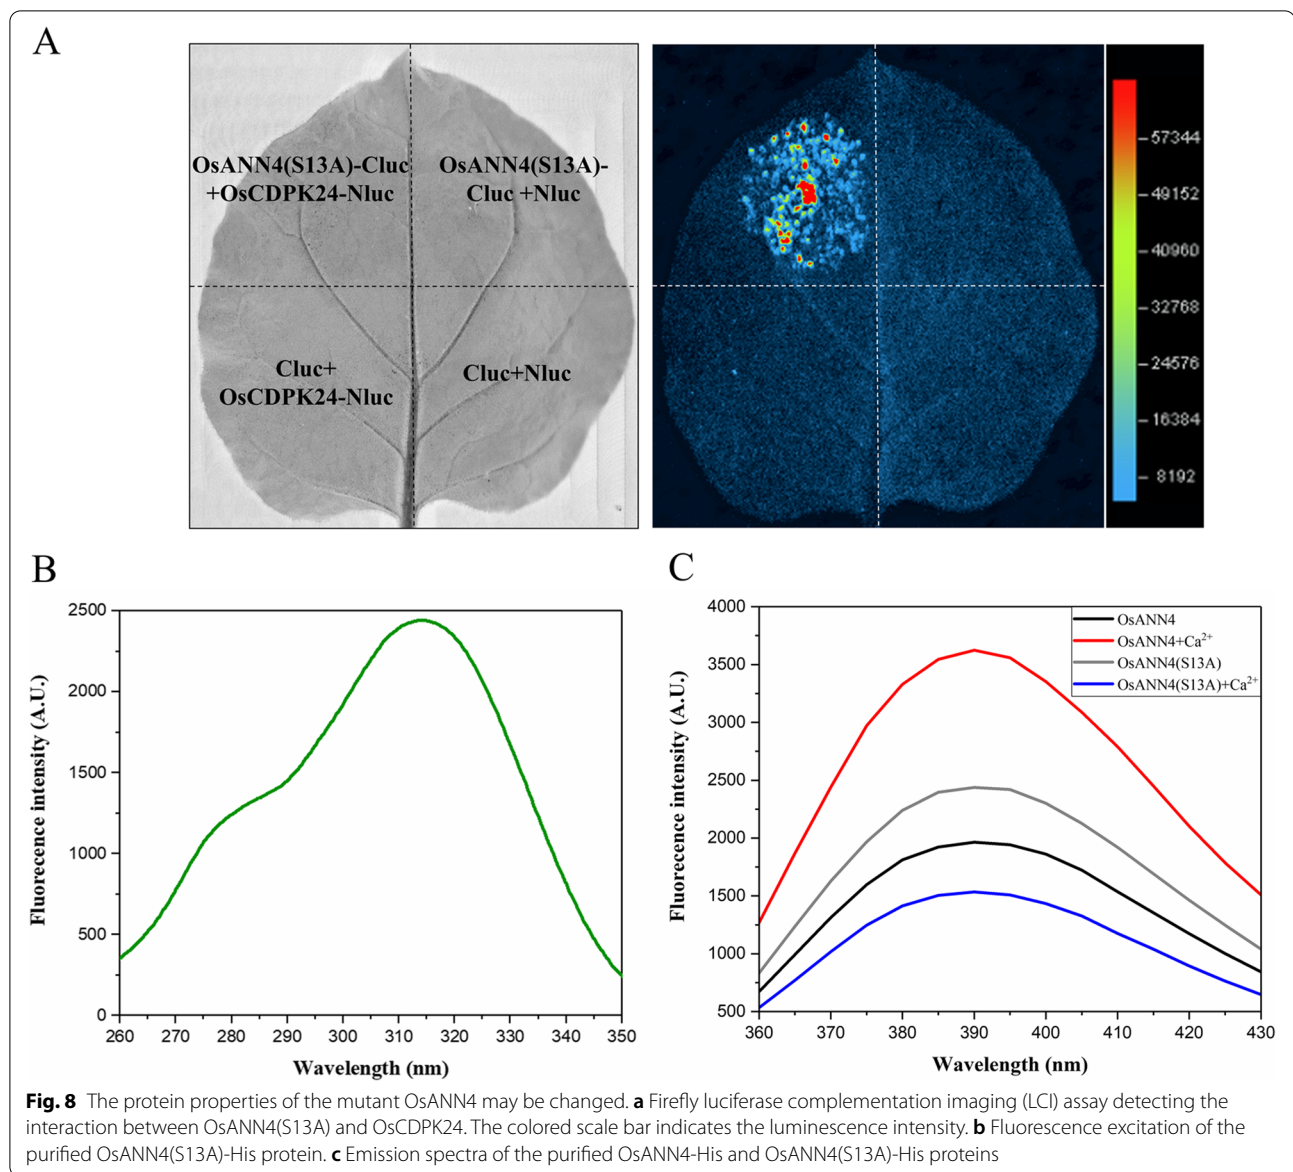 A
OsANN4(S13A)-Cluc
+OsCDPK24-Nluc
OsANN4(S13A)-
Cluc +Nluc
Cluc+
OsCDPK24-Nluc
Cluc+Nluc
57344
49152
40960
32768
24576
16384
8192
B
2500
2000
1500
1000
500
0
Fluorecence intensity (A.U.)
260 270 280 290 300 310 320 330 340 350
Wavelength (nm)
C
4000
3500
3000
2500
2000
1500
1000
500
Fluorecence intensity (A.U.)
OsANN4
OsANN4+Ca²⁺
OsANN4(S13A)
OsANN4(S13A)+Ca²⁺
360 370 380 390 400 410 420 430
Wavelength (nm)
Fig. 8 The protein properties of the mutant OsANN4 may be changed. a Firefly luciferase complementation imaging (LCI) assay detecting the
interaction between OsANN4(S13A) and OsCDPK24. The colored scale bar indicates the luminescence intensity. b Fluorescence excitation of the
purified OsANN4(S13A)-His protein. c Emission spectra of the purified OsANN4-His and OsANN4(S13A)-His proteins